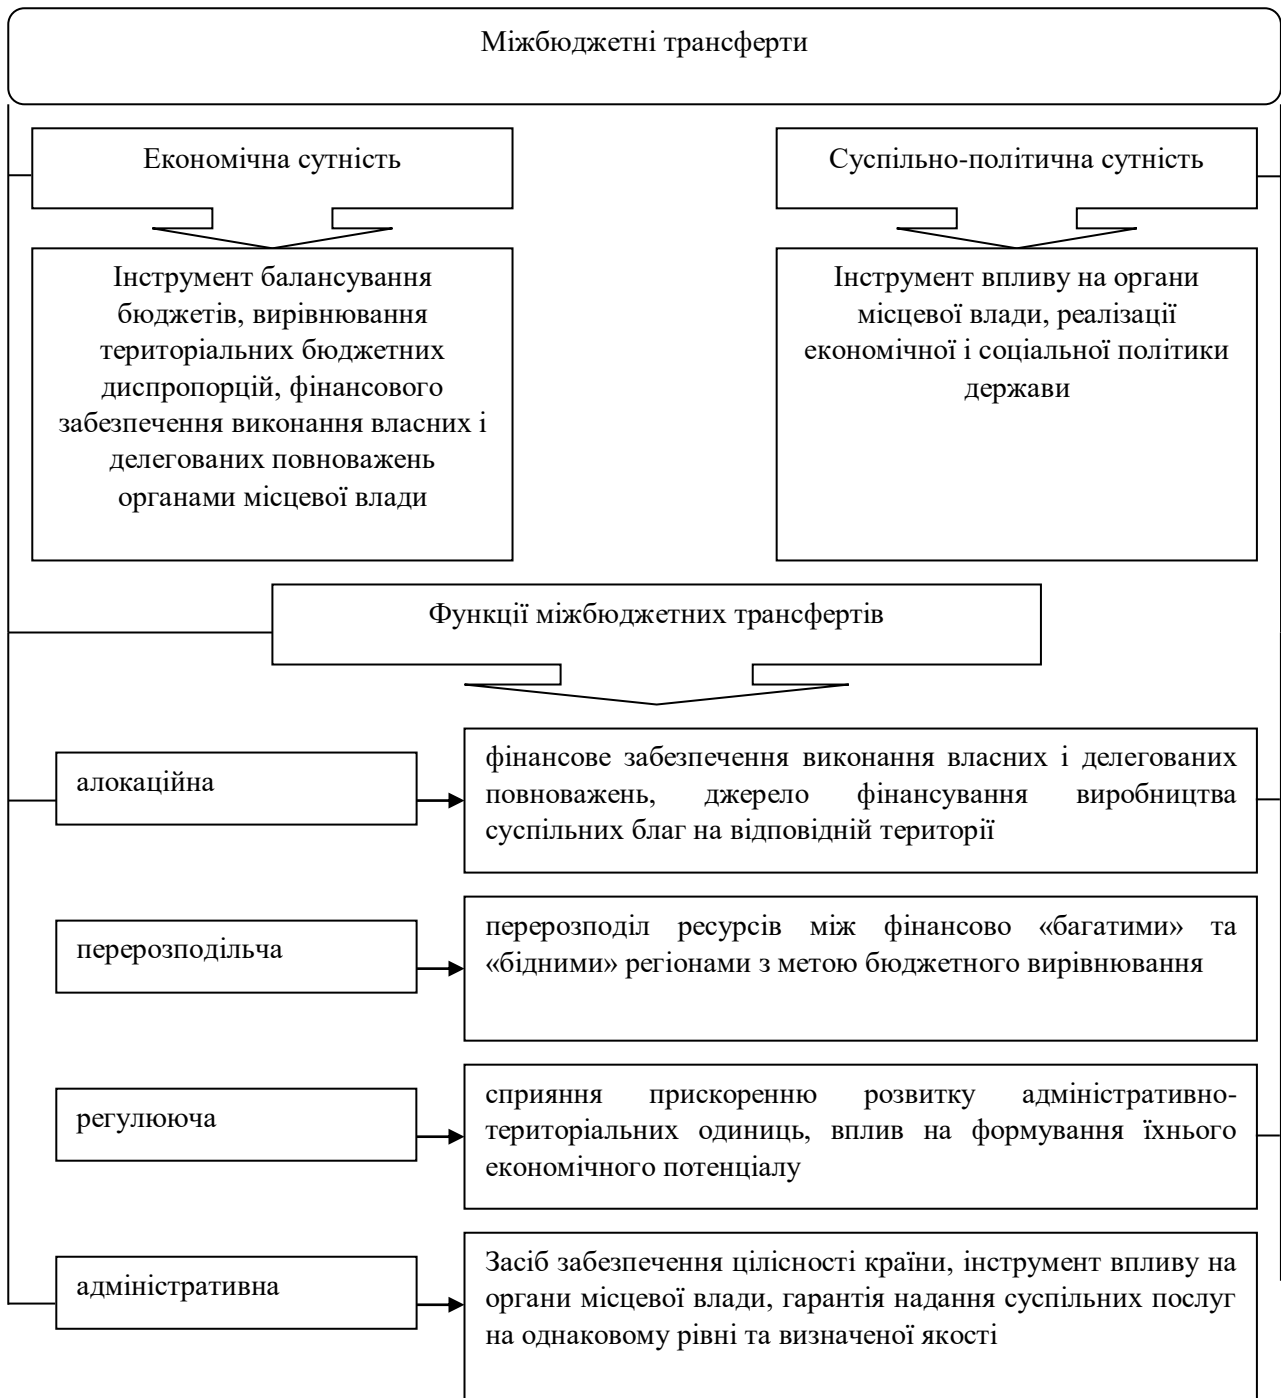 Міжбюджетні трансферти
Економічна сутність
Суспільно-політична сутність
Інструмент балансування
бюджетів, вирівнювання
територіальних бюджетних
диспропорцій, фінансового
забезпечення виконання власних і
делегованих повноважень
органами місцевої влади
Інструмент впливу на органи
місцевої влади, реалізації
економічної і соціальної політики
держави
Функції міжбюджетних трансфертів
алокаційна
фінансове забезпечення виконання власних і делегованих
повноважень, джерело фінансування виробництва
суспільних благ на відповідній території
перерозподільча
перерозподіл ресурсів між фінансово «багатими» та
«бідними» регіонами з метою бюджетного вирівнювання
регулююча
сприяння прискоренню розвитку адміністративно-
територіальних одиниць, вплив на формування їхнього
економічного потенціалу
адміністративна
Засіб забезпечення цілісності країни, інструмент впливу на
органи місцевої влади, гарантія надання суспільних послуг
на однаковому рівні та визначеної якості